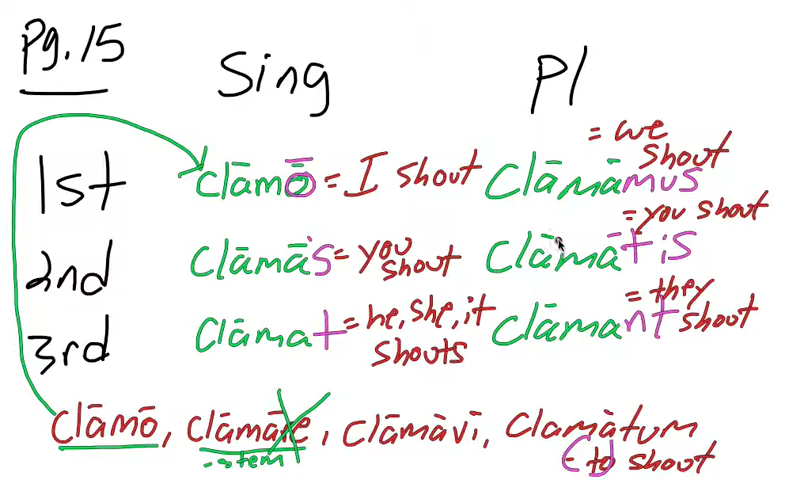 Pg. 15
Sing Pl
1st clāmō = I shout Clāmāmus = we shout
2nd Clāmās = you shout Clāmātis = you shout
3rd Clāmat = he, she, it shouts Clāmant = they shout
clāmō, clāmāre, Clāmāvī, Clamātum
-stem (-) to shout